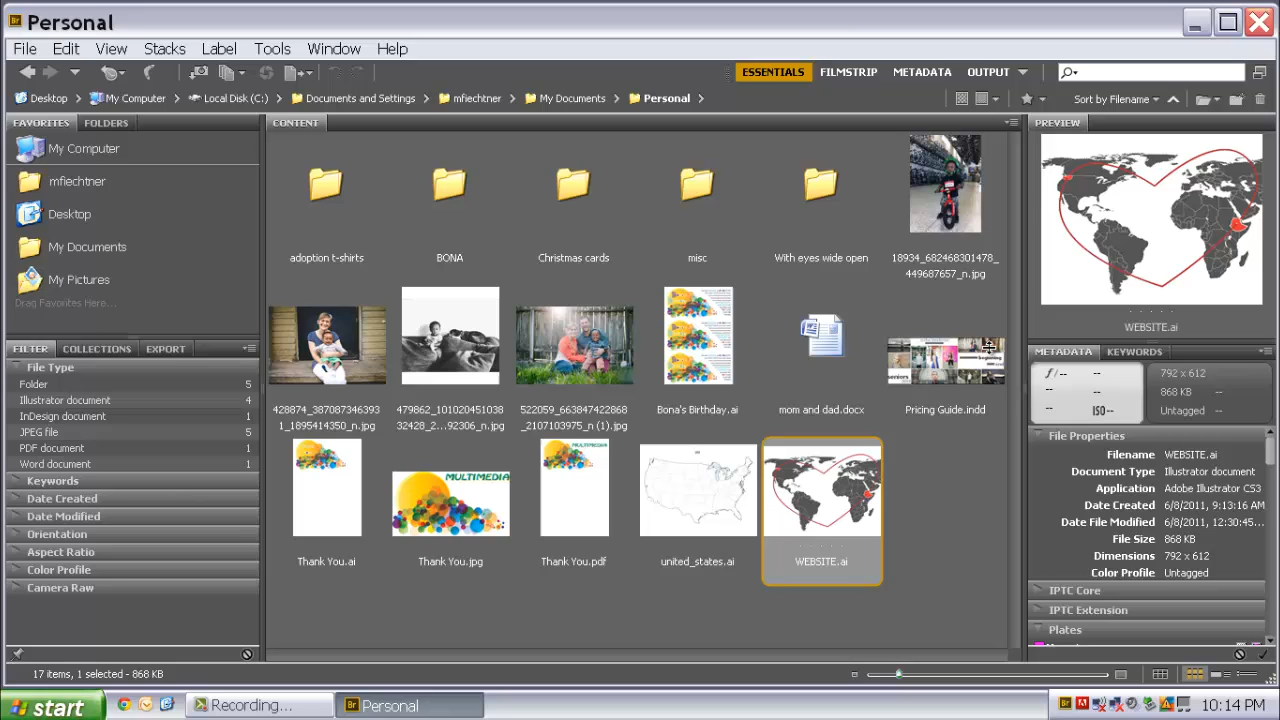 Br Personal
File Edit View Stacks Label Tools Window Help
ESSENTIALS FILMSTRIP METADATA OUTPUT
Desktop My Computer Local Disk (C:) Documents and Settings mfiechtner My Documents Personal
Sort by Filename
FAVORITES FOLDERS
My Computer
mfiechtner
Desktop
My Documents
My Pictures
Drag Favorites Here...
FILTER COLLECTIONS EXPORT
File Type
Folder 5
Illustrator document 4
InDesign document 1
JPEG file 5
PDF document 1
Word document 1
Keywords
Date Created
Date Modified
Orientation
Aspect Ratio
Color Profile
Camera Raw
CONTENT
adoption t-shirts
BONA
Christmas cards
misc
With eyes wide open
18934_682468301478_
449687657_n.jpg
428874_387087346393
1_1895414350_n.jpg
479862_101020451038
32428_2...92306_n.jpg
522059_663847422868
_2107103975_n (1).jpg
Bona's Birthday.ai
mom and dad.docx
seniors
beginning
Pricing Guide.indd
Thank You.ai
MULTIMEDIA
Thank You.jpg
MULTIMEDIA
Thank You.pdf
united_states.ai
WEBSITE.ai
PREVIEW
WEBSITE.ai
METADATA KEYWORDS
f/-- --
-- --
-- ISO--
792 x 612
868 KB --
Untagged --
File Properties
Filename WEBSITE.ai
Document Type Illustrator document
Application Adobe Illustrator CS3
Date Created 6/8/2011, 9:13:16 AM
Date File Modified 6/8/2011, 12:30:45...
File Size 868 KB
Dimensions 792 x 612
Color Profile Untagged
IPTC Core
IPTC Extension
Plates
17 items, 1 selected - 868 KB
start
Recording...
Br Personal
Br
10:14 PM